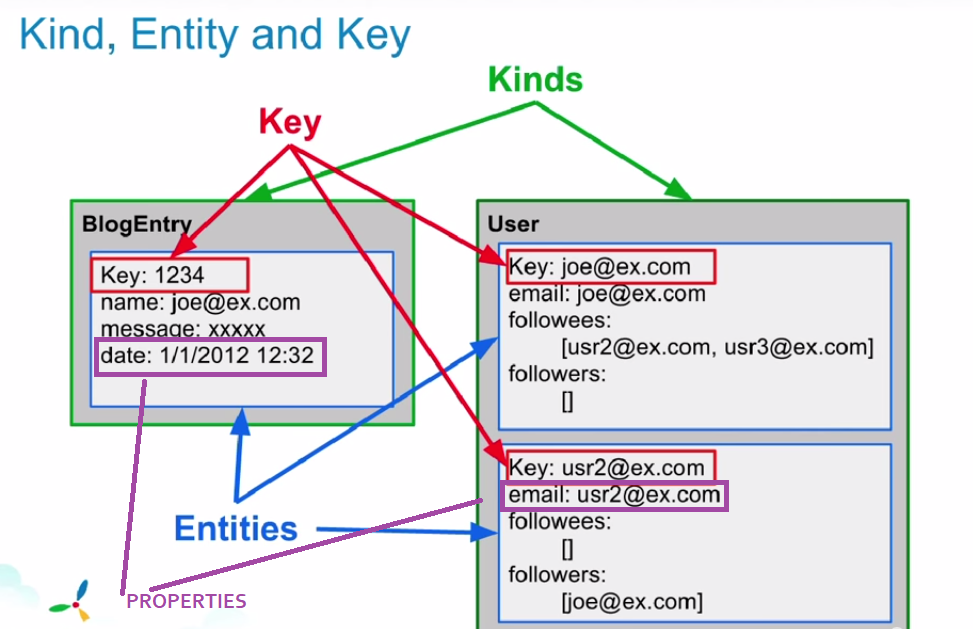 Kind, Entity and Key
Kinds
Key
BlogEntry
Key: 1234
name: joe@ex.com
message: xxxxx
date: 1/1/2012 12:32
User
Key: joe@ex.com
email: joe@ex.com
followees:
[usr2@ex.com, usr3@ex.com]
followers:
[]
Key: usr2@ex.com
email: usr2@ex.com
followees:
[]
followers:
[joe@ex.com]
Entities
PROPERTIES